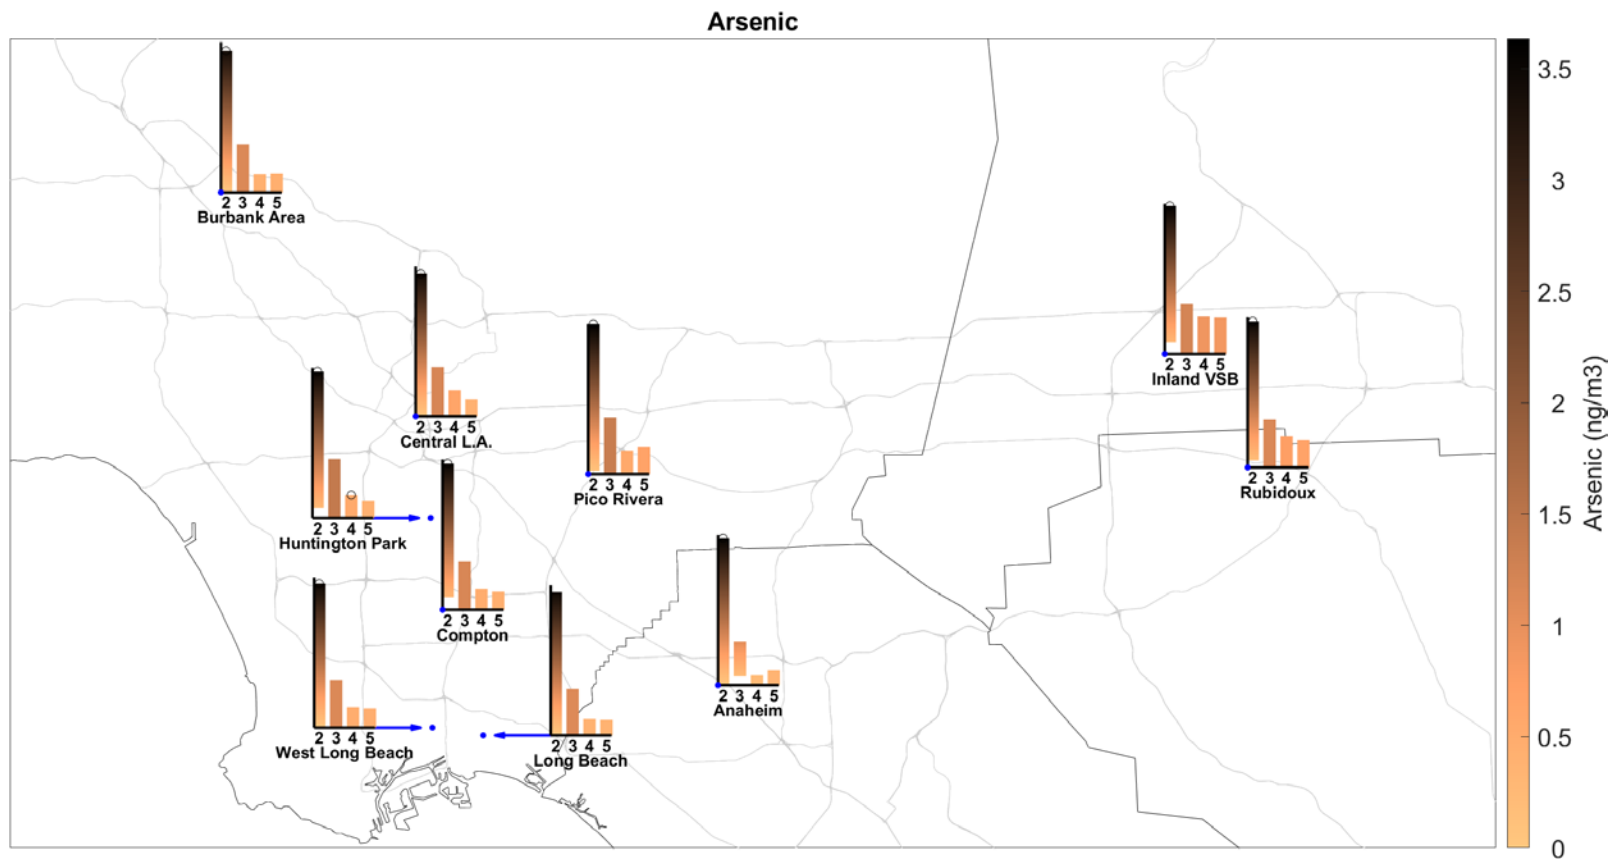 Arsenic
3.5
3
2.5
2
1.5
1
0.5
0
Arsenic (ng/m3)
2 3 4 5
Burbank Area
2 3 4 5
Central L.A.
2 3 4 5
Inland VSB
2 3 4 5
Pico Rivera
2 3 4 5
Rubidoux
2 3 4 5
Huntington Park
2 3 4 5
Compton
2 3 4 5
Anaheim
2 3 4 5
West Long Beach
2 3 4 5
Long Beach